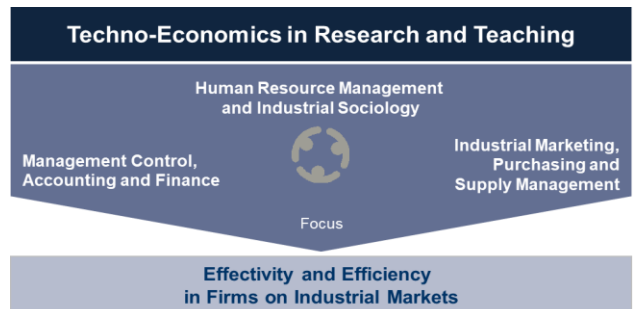 Techno-Economics in Research and Teaching
Human Resource Management
and Industrial Sociology
Management Control,
Accounting and Finance
Industrial Marketing,
Purchasing and
Supply Management
Focus
Effectivity and Efficiency
in Firms on Industrial Markets